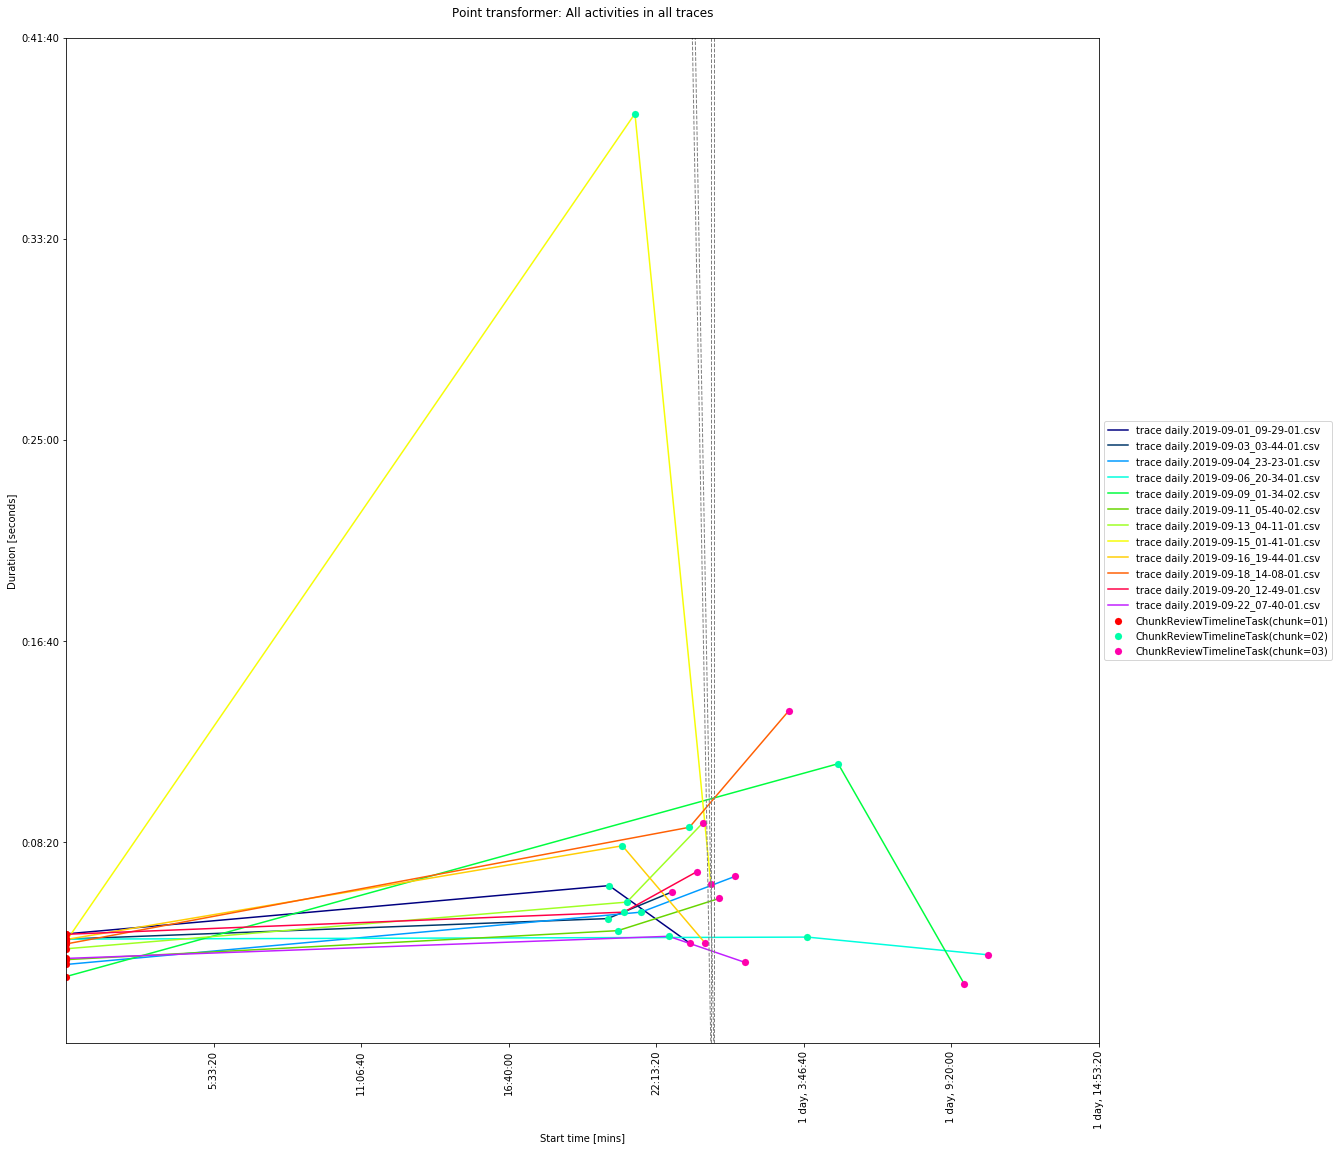 Point transformer: All activities in all traces
0:41:40
0:33:20
0:25:00
0:16:40
0:08:20
Duration [seconds]
5:33:20
11:06:40
16:40:00
22:13:20
1 day, 3:46:40
1 day, 9:20:00
1 day, 14:53:20
Start time [mins]
trace daily.2019-09-01_09-29-01.csv
trace daily.2019-09-03_03-44-01.csv
trace daily.2019-09-04_23-23-01.csv
trace daily.2019-09-06_20-34-01.csv
trace daily.2019-09-09_01-34-02.csv
trace daily.2019-09-11_05-40-02.csv
trace daily.2019-09-13_04-11-01.csv
trace daily.2019-09-15_01-41-01.csv
trace daily.2019-09-16_19-44-01.csv
trace daily.2019-09-18_14-08-01.csv
trace daily.2019-09-20_12-49-01.csv
trace daily.2019-09-22_07-40-01.csv
ChunkReviewTimelineTask(chunk=01)
ChunkReviewTimelineTask(chunk=02)
ChunkReviewTimelineTask(chunk=03)